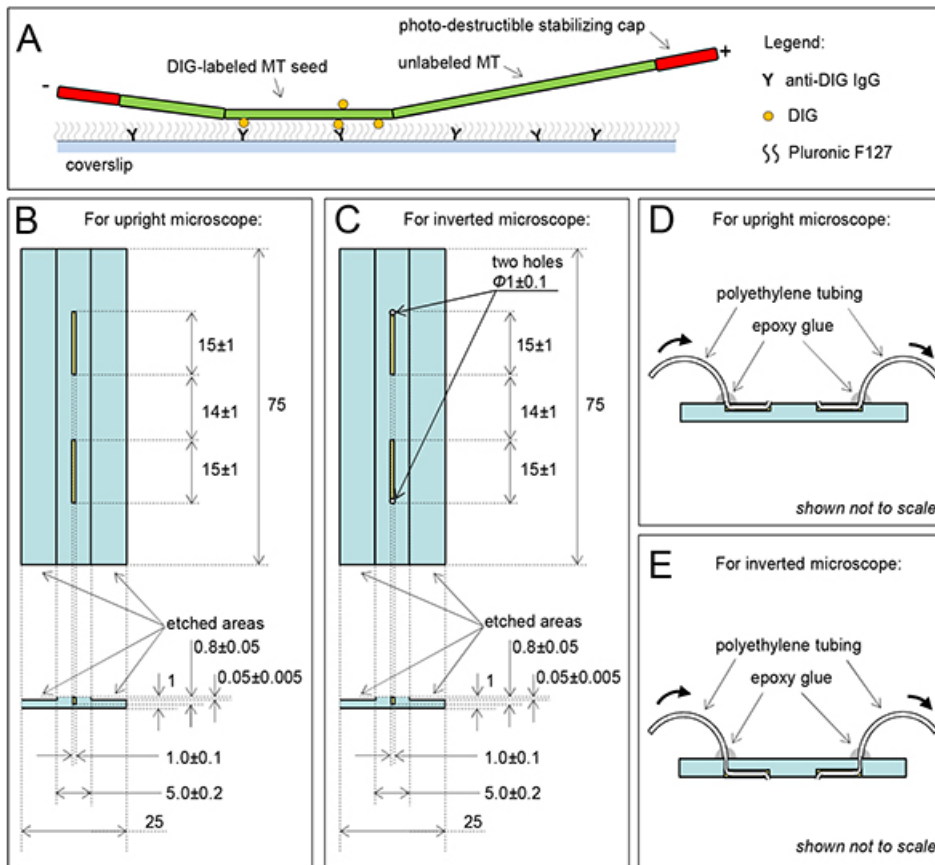 A
photo-destructible stabilizing cap
DIG-labeled MT seed
unlabeled MT
-
+
coverslip
Legend:
anti-DIG IgG
DIG
Pluronic F127
B
For upright microscope:
15±1
14±1
15±1
75
etched areas
0.8±0.05
1
0.05±0.005
1.0±0.1
5.0±0.2
25
C
For inverted microscope:
two holes
Φ1±0.1
15±1
14±1
15±1
75
etched areas
0.8±0.05
1
0.05±0.005
1.0±0.1
5.0±0.2
25
D
For upright microscope:
polyethylene tubing
epoxy glue
shown not to scale
E
For inverted microscope:
polyethylene tubing
epoxy glue
shown not to scale